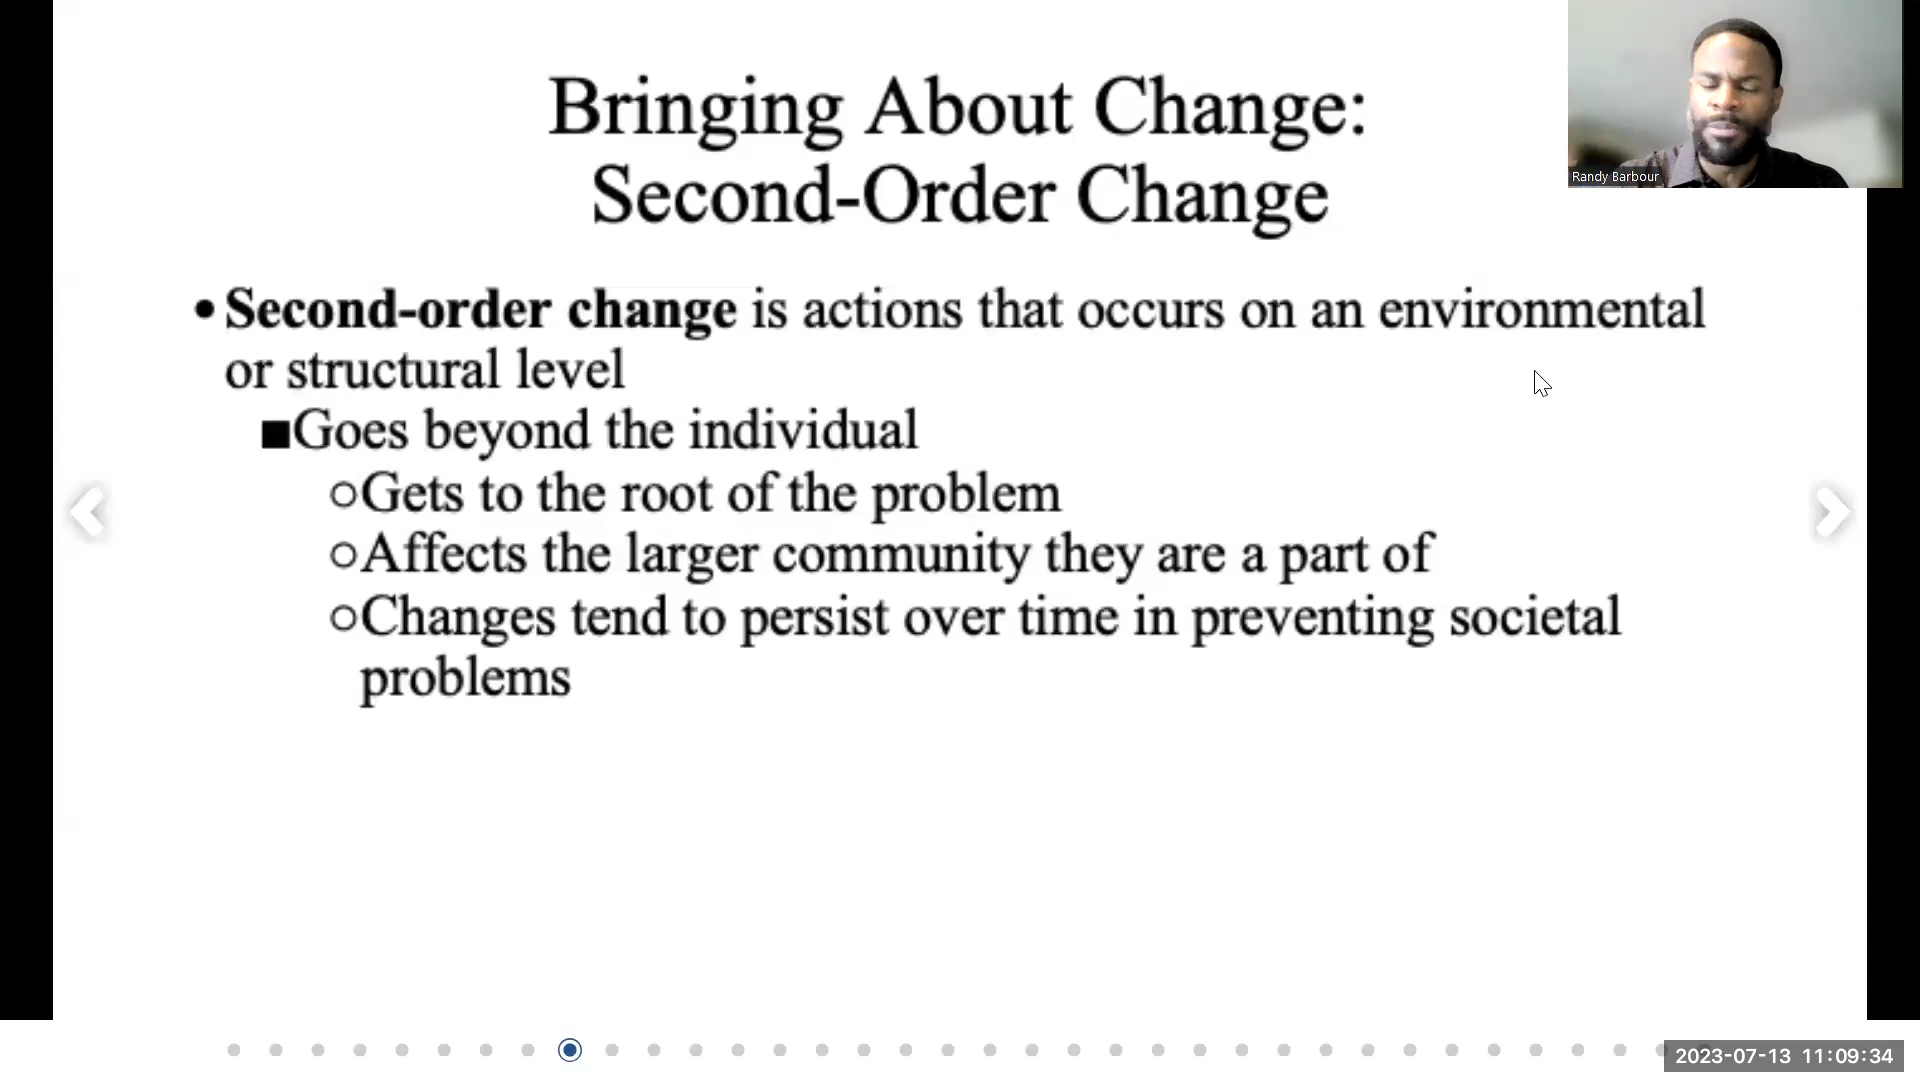 Bringing About Change:
Second-Order Change
Randy Barbour
• Second-order change is actions that occurs on an environmental
or structural level
■Goes beyond the individual
○Gets to the root of the problem
○Affects the larger community they are a part of
○Changes tend to persist over time in preventing societal
problems
2023-07-13 11:09:34